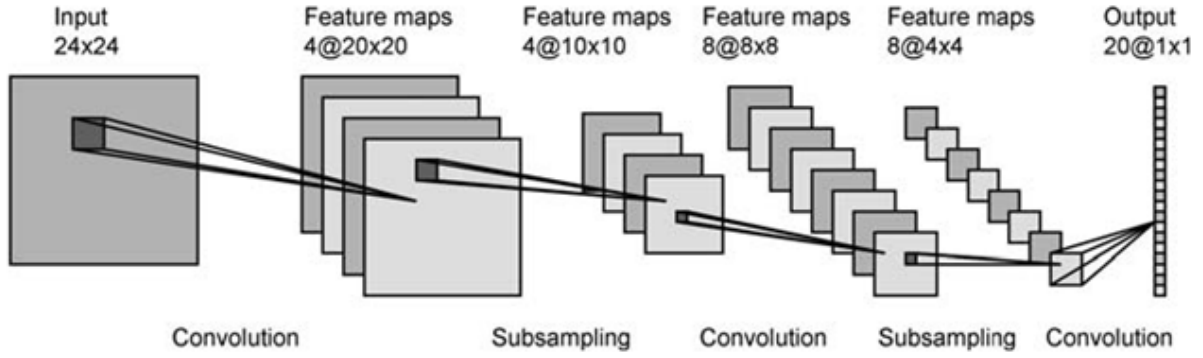 Input
24x24
Feature maps
4@20x20
Feature maps
4@10x10
Feature maps
8@8x8
Feature maps
8@4x4
Output
20@1x1
Convolution
Subsampling
Convolution
Subsampling
Convolution